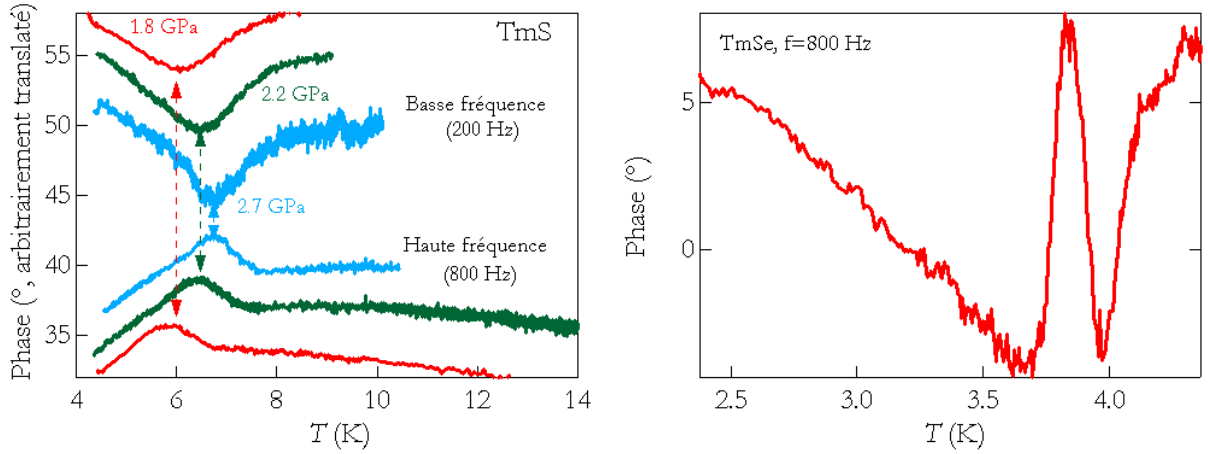 TmS
1.8 GPa
2.2 GPa
Basse fréquence
(200 Hz)
2.7 GPa
Haute fréquence
(800 Hz)
Phase (°, arbitrairement translaté)
55
50
45
40
35
4 6 8 10 12 14
T (K)
TmSe, f=800 Hz
Phase (°)
5
0
2.5 3.0 3.5 4.0
T (K)